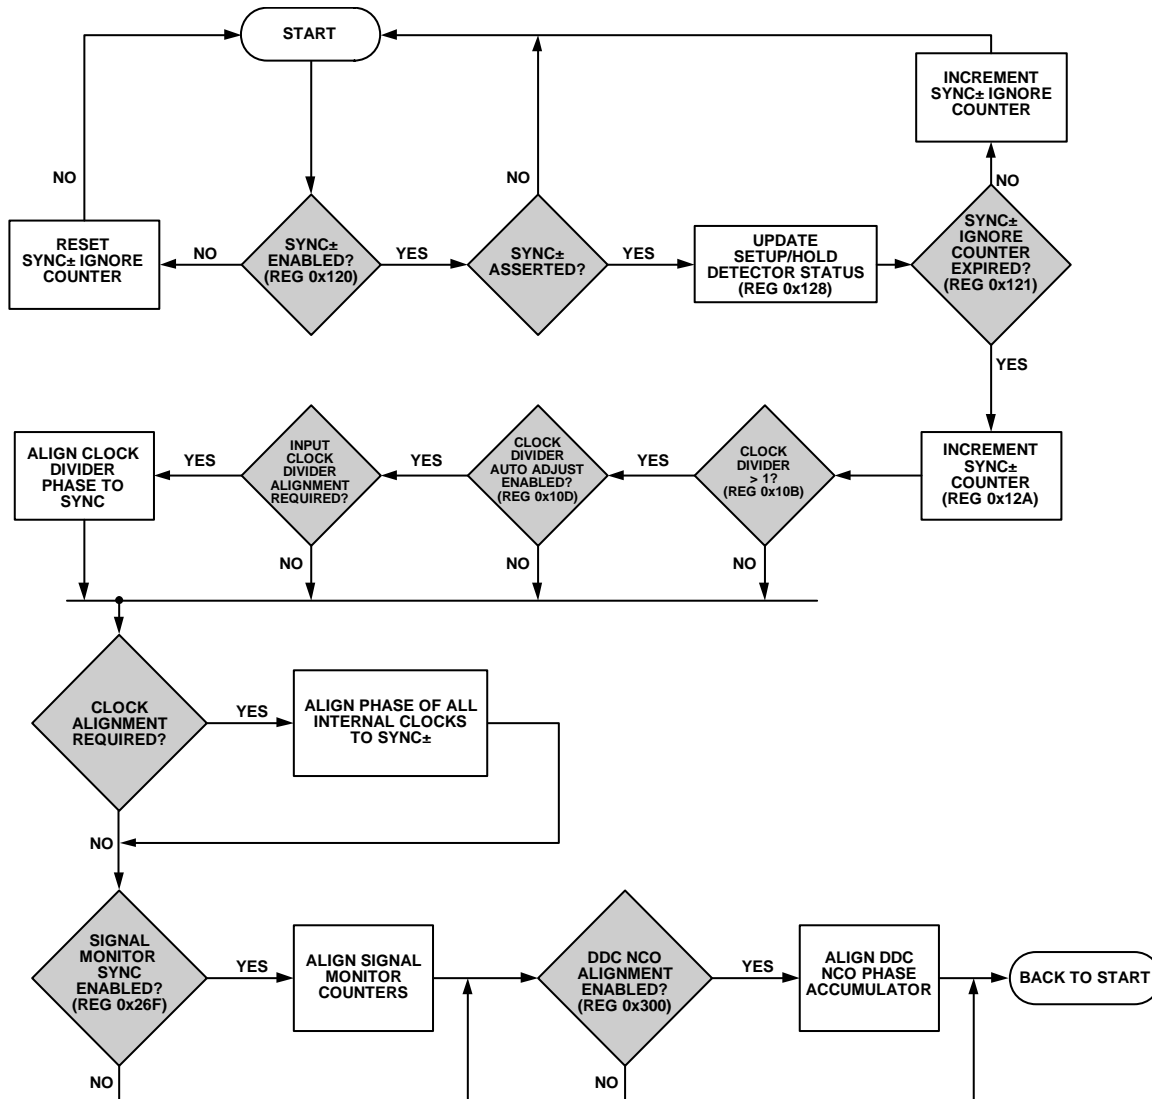 START
INCREMENT
SYNC± IGNORE
COUNTER
NO
NO
NO
RESET
SYNC± IGNORE
COUNTER
NO
SYNC±
ENABLED?
(REG 0x120)
YES
SYNC±
ASSERTED?
YES
UPDATE
SETUP/HOLD
DETECTOR STATUS
(REG 0x128)
SYNC±
IGNORE
COUNTER
EXPIRED?
(REG 0x121)
YES
ALIGN CLOCK
DIVIDER
PHASE TO
SYNC
YES
INPUT
CLOCK
DIVIDER
ALIGNMENT
REQUIRED?
YES
CLOCK
DIVIDER
AUTO ADJUST
ENABLED?
(REG 0x10D)
YES
CLOCK
DIVIDER
> 1?
(REG 0x10B)
INCREMENT
SYNC±
COUNTER
(REG 0x12A)
NO
NO
NO
CLOCK
ALIGNMENT
REQUIRED?
YES
ALIGN PHASE OF ALL
INTERNAL CLOCKS
TO SYNC±
NO
SIGNAL
MONITOR
SYNC
ENABLED?
(REG 0x26F)
YES
ALIGN SIGNAL
MONITOR
COUNTERS
DDC NCO
ALIGNMENT
ENABLED?
(REG 0x300)
YES
ALIGN DDC
NCO PHASE
ACCUMULATOR
BACK TO START
NO
NO